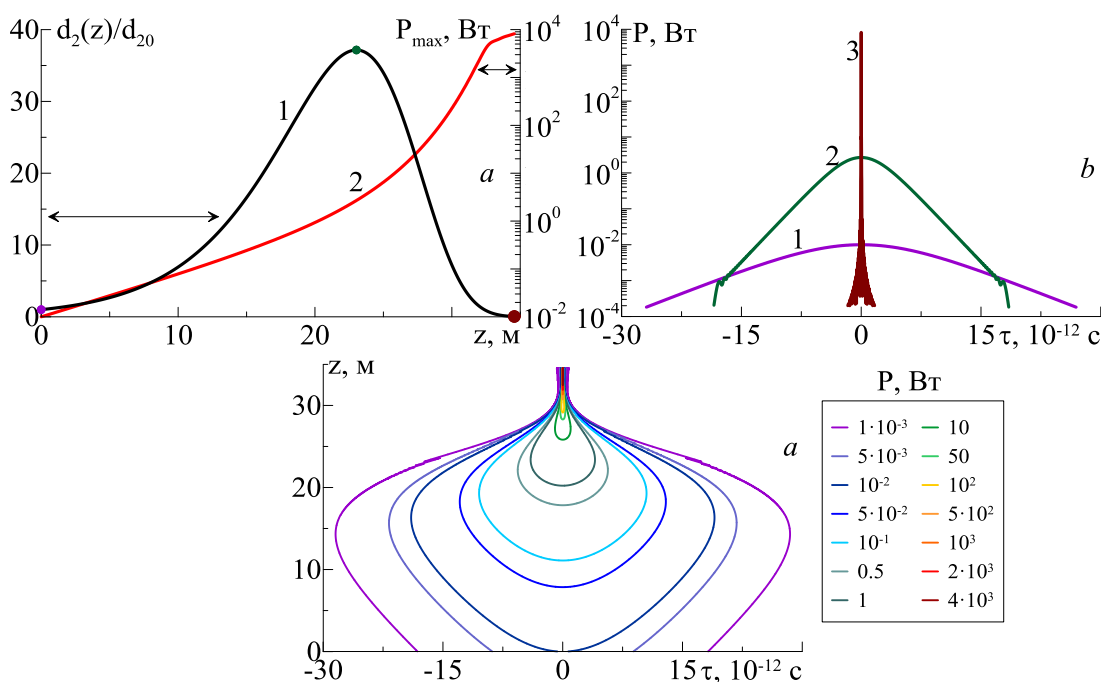 40 d₂(z)/d₂₀ P_max, Вт 10⁴
30 1 10²
20 2 a 10⁰
10
0 10 20 z, м 10⁻²
10⁴ P, Вт
10² 3
10⁰ 2 b
10⁻² 1
10⁻⁴
-30 -15 0 15 τ, 10⁻¹² с
z, м
30 a
20
10
0
-30 -15 0 15 τ, 10⁻¹² с
P, Вт
1·10⁻³ 10
5·10⁻³ 50
10⁻² 10²
5·10⁻² 5·10²
10⁻¹ 10³
0.5 2·10³
1 4·10³